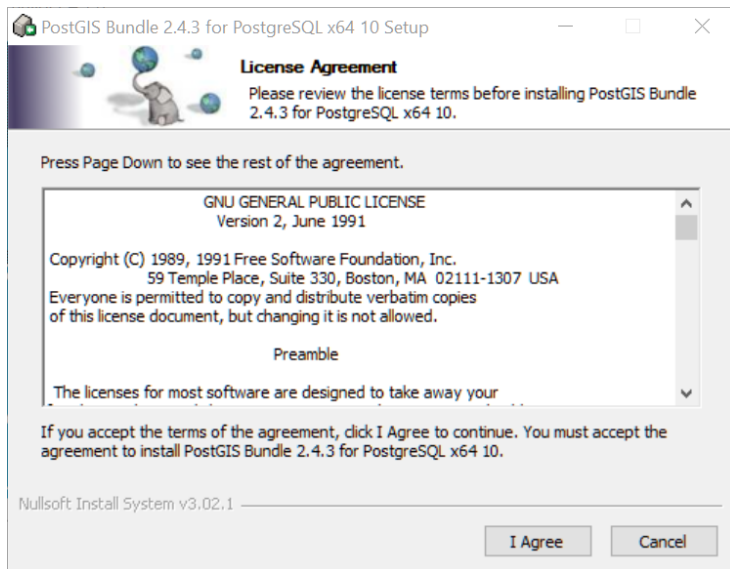 PostGIS Bundle 2.4.3 for PostgreSQL x64 10 Setup
License Agreement
Please review the license terms before installing PostGIS Bundle
2.4.3 for PostgreSQL x64 10.
Press Page Down to see the rest of the agreement.
GNU GENERAL PUBLIC LICENSE
Version 2, June 1991
Copyright (C) 1989, 1991 Free Software Foundation, Inc.
59 Temple Place, Suite 330, Boston, MA 02111-1307 USA
Everyone is permitted to copy and distribute verbatim copies
of this license document, but changing it is not allowed.
Preamble
The licenses for most software are designed to take away your
If you accept the terms of the agreement, click I Agree to continue. You must accept the
agreement to install PostGIS Bundle 2.4.3 for PostgreSQL x64 10.
Nullsoft Install System v3.02.1
I Agree
Cancel